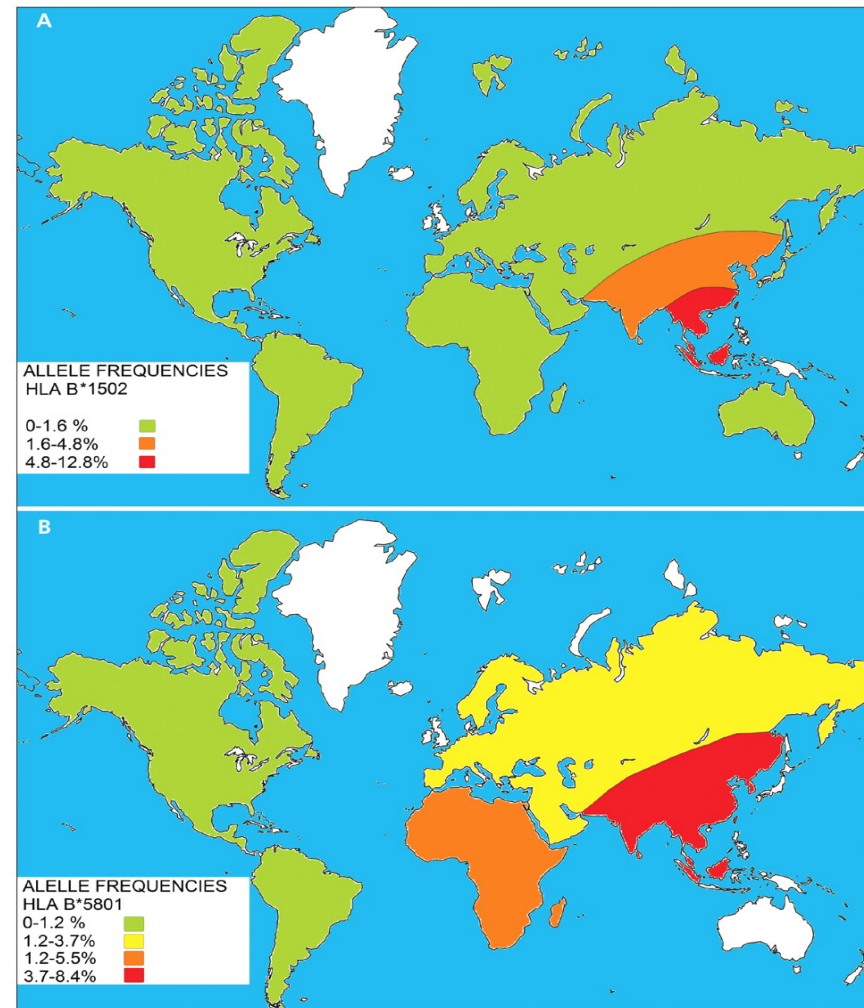 A
ALLELE FREQUENCIES
HLA B*1502
0-1.6 %
1.6-4.8%
4.8-12.8%
B
ALELLE FREQUENCIES
HLA B*5801
0-1.2 %
1.2-3.7%
1.2-5.5%
3.7-8.4%